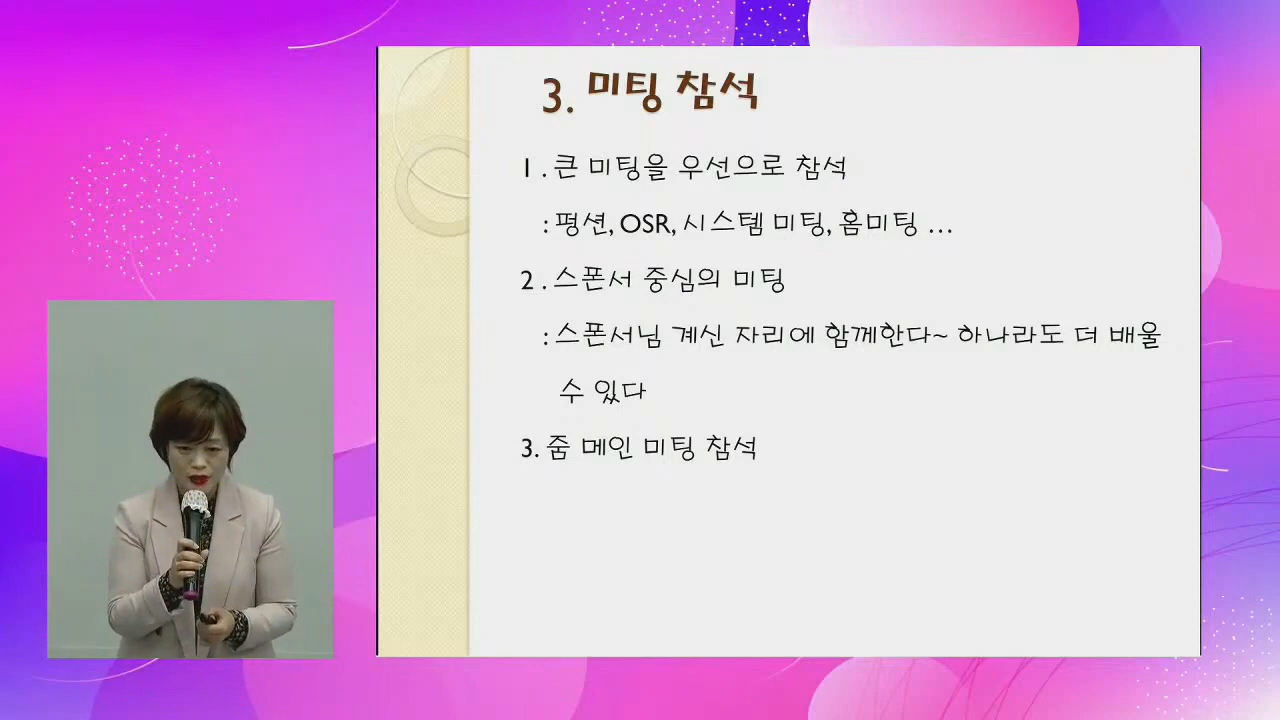 3. 미팅 참석
1 . 큰 미팅을 우선으로 참석
: 펑션, OSR, 시스템 미팅, 홈미팅 …
2 . 스폰서 중심의 미팅
: 스폰서님 계신 자리에 함께한다~ 하나라도 더 배울
수 있다
3. 줌 메인 미팅 참석